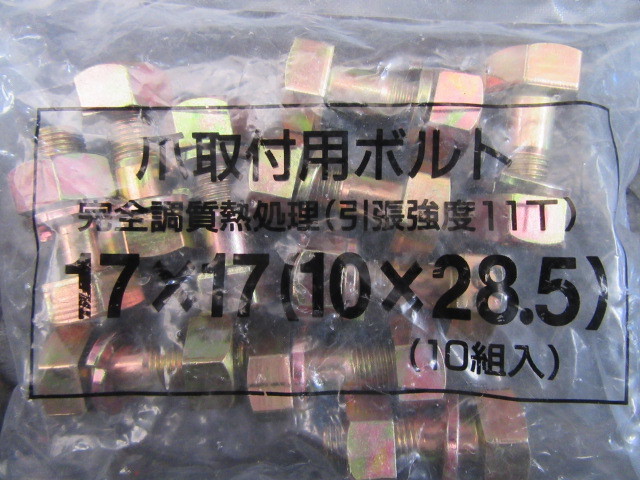 爪取付用ボルト
完全調質熱処理(引張強度11T)
17×17(10×28.5)
(10組入)